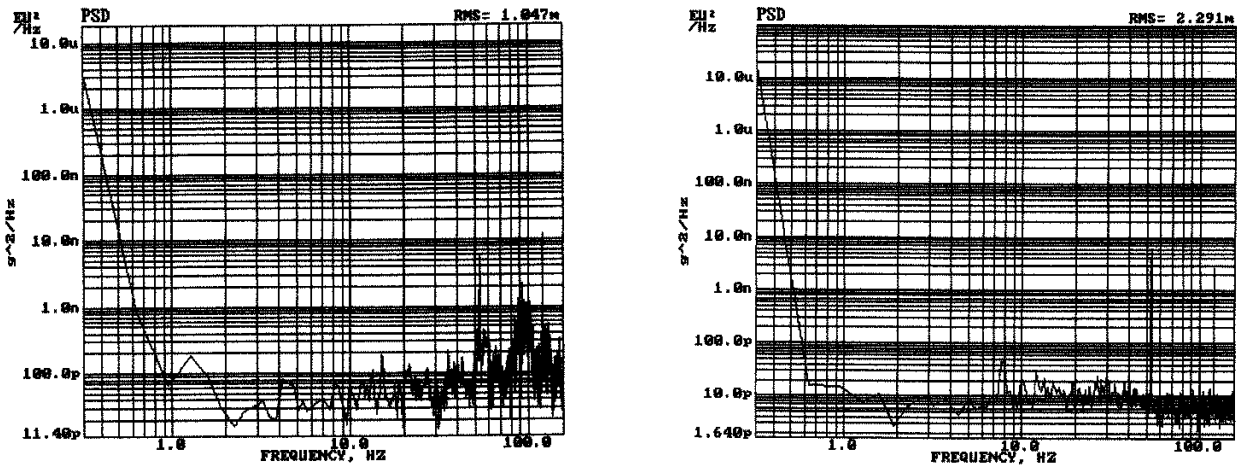 EU²
/Hz
PSD
RMS= 1.047m
10.0u
1.0u
100.0n
10.0n
1.0n
100.0p
11.40p
g^2/Hz
1.0
10.0
100.0
FREQUENCY, HZ
EU²
/Hz
PSD
RMS= 2.291m
10.0u
1.0u
100.0n
10.0n
1.0n
100.0p
10.0p
1.640p
g^2/Hz
1.0
10.0
100.0
FREQUENCY, HZ